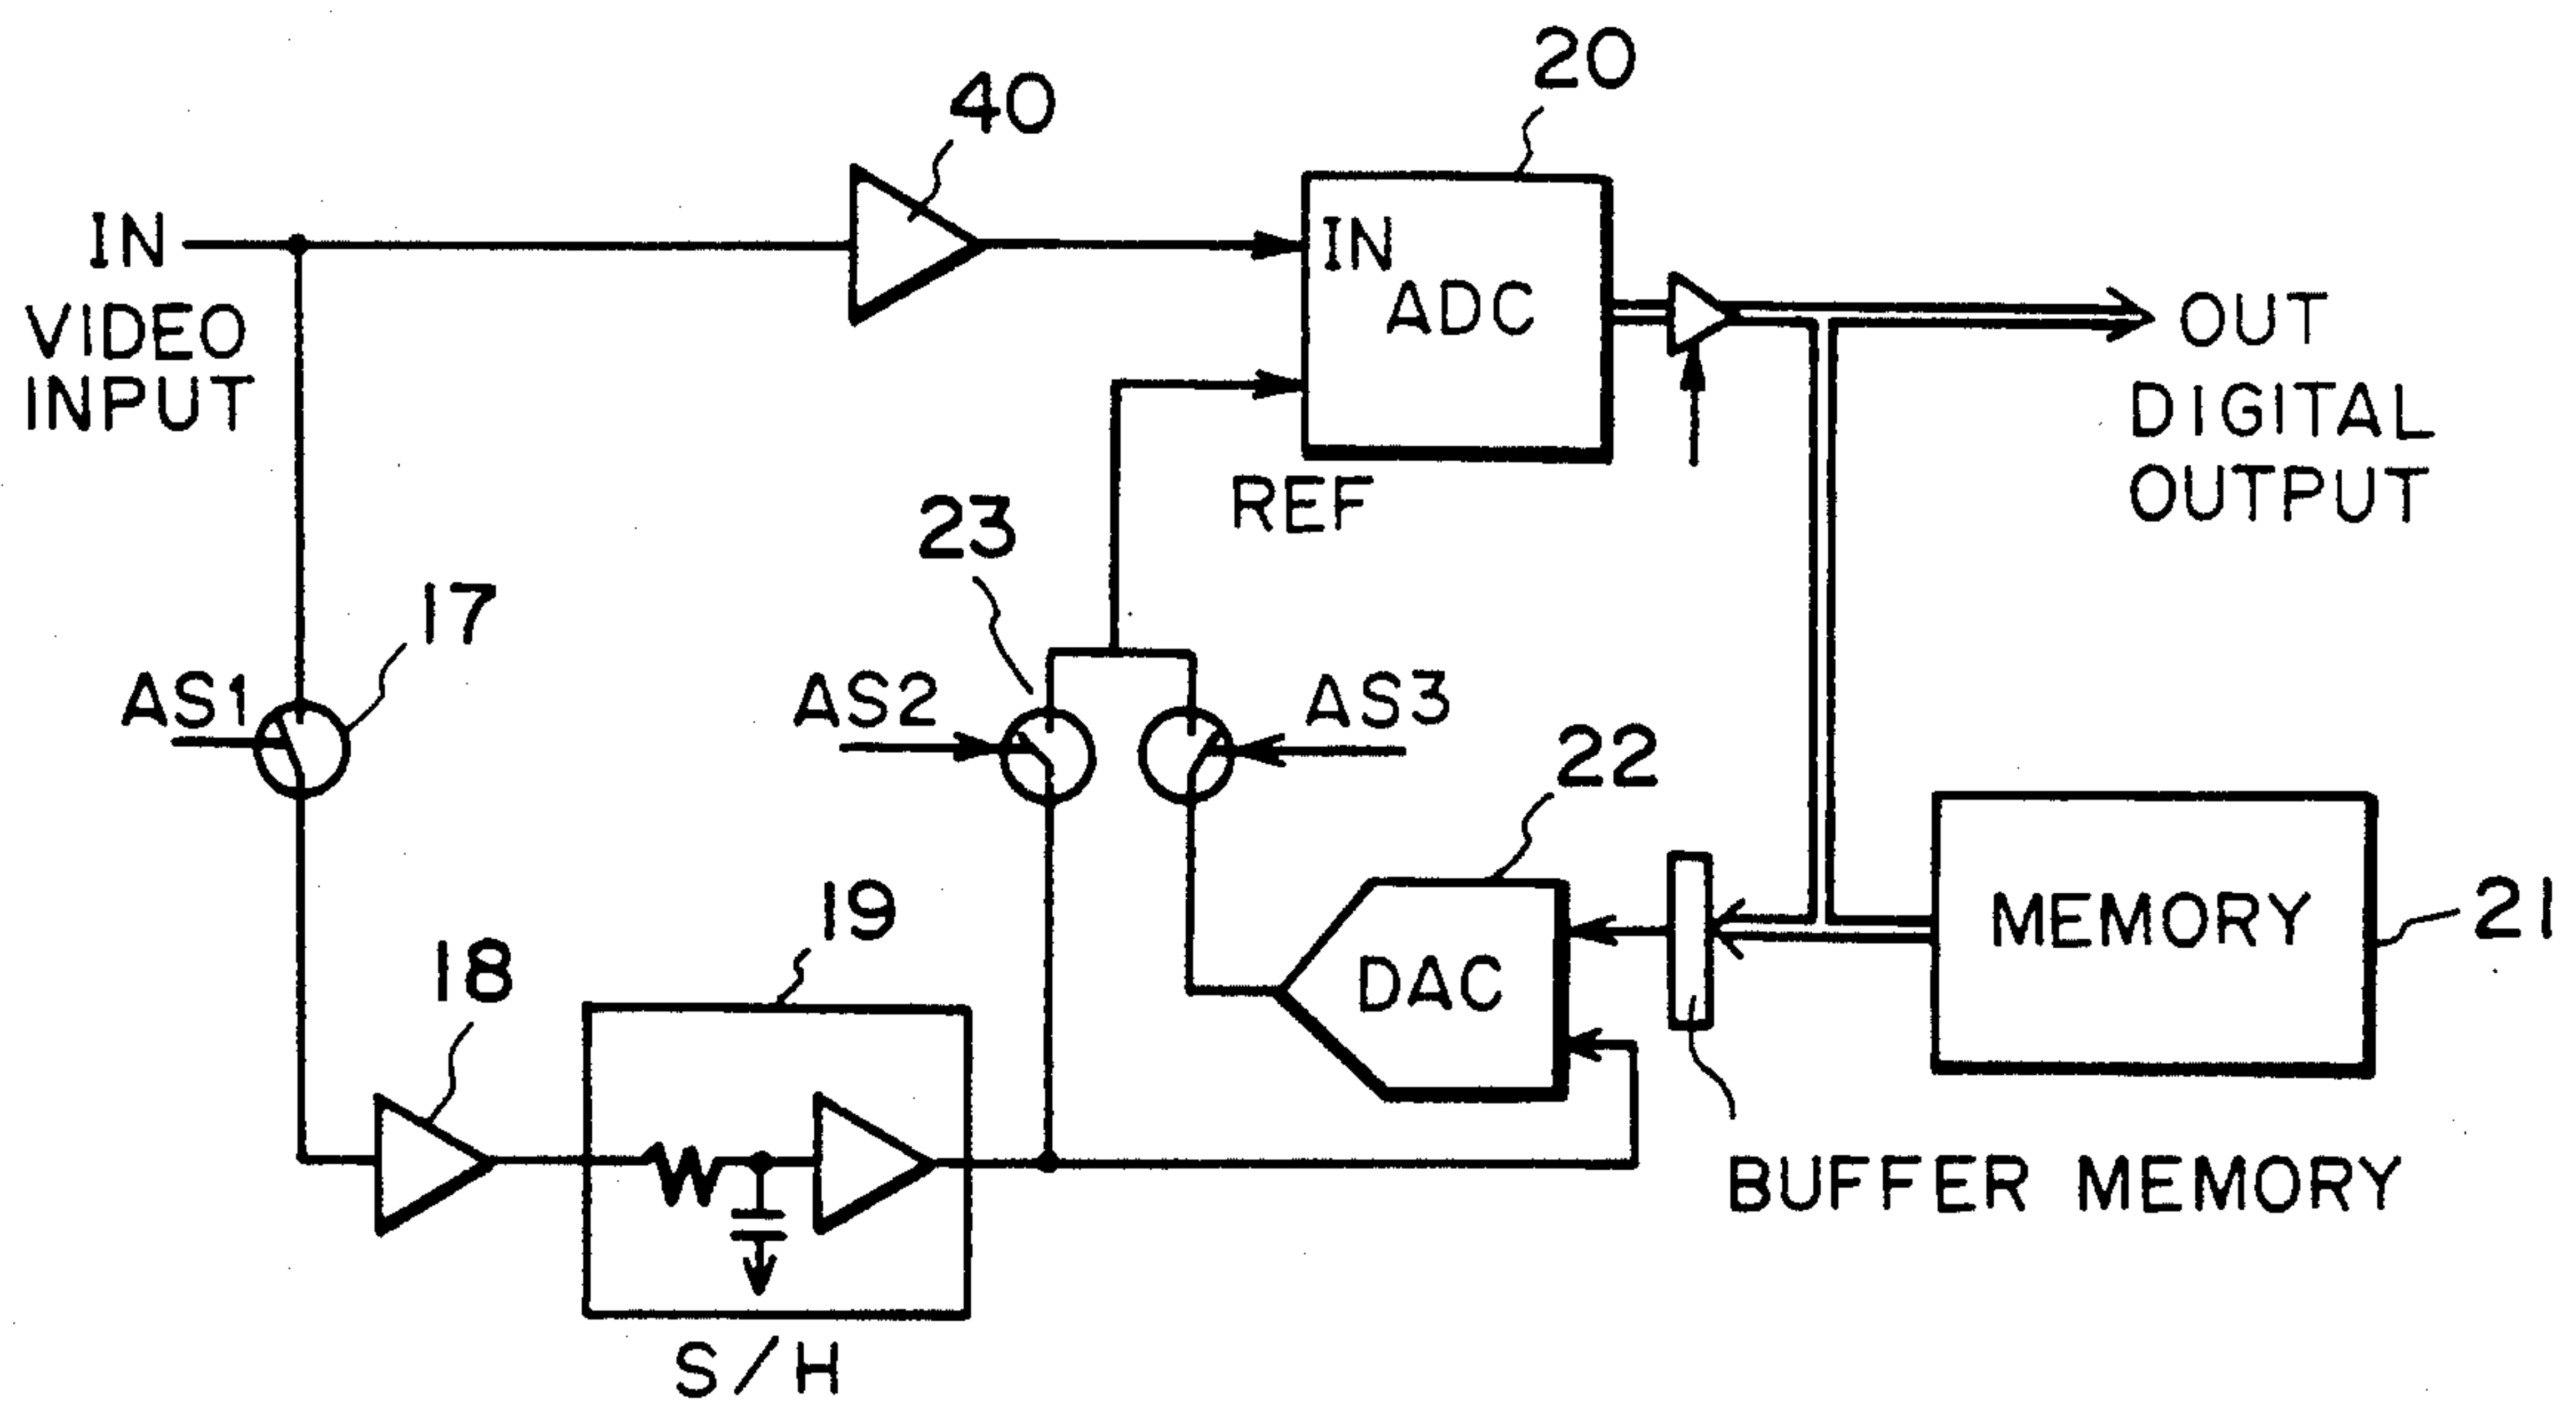 20
40
IN
VIDEO
INPUT
IN
ADC
OUT
DIGITAL
OUTPUT
REF
23
17
AS1
AS2
AS3
22
MEMORY
21
19
18
DAC
BUFFER MEMORY
S/H